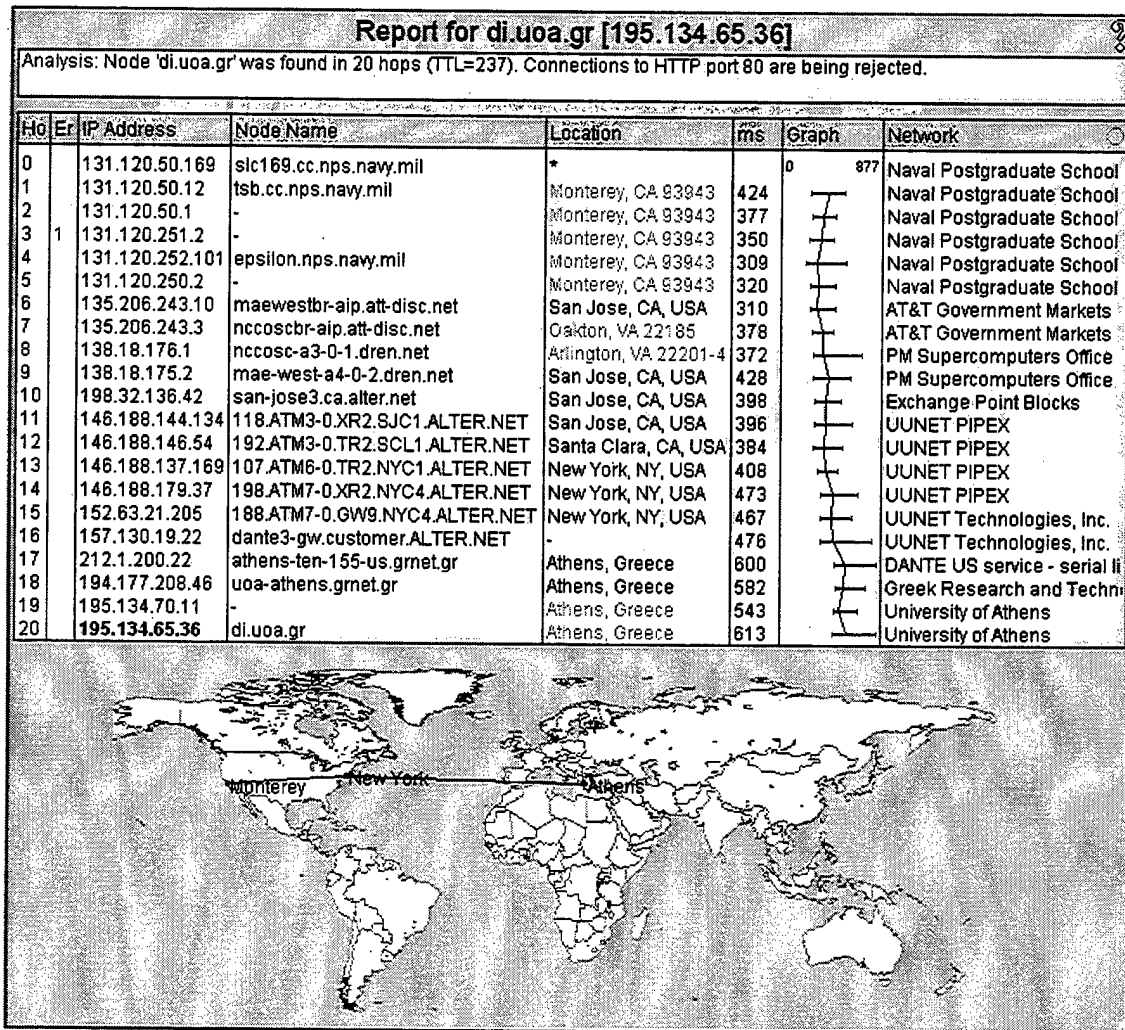 Report for di.uoa.gr [195.134.65.36]
Analysis: Node 'di.uoa.gr' was found in 20 hops (TTL=237). Connections to HTTP port 80 are being rejected.
Ho Er IP Address Node Name Location ms Graph Network
0 131.120.50.169 slc169.cc.nps.navy.mil * 0 877 Naval Postgraduate School
1 131.120.50.12 tsb.cc.nps.navy.mil Monterey, CA 93943 424 Naval Postgraduate School
2 131.120.50.1 - Monterey, CA 93943 377 Naval Postgraduate School
3 1 131.120.251.2 - Monterey, CA 93943 350 Naval Postgraduate School
4 131.120.252.101 epsilon.nps.navy.mil Monterey, CA 93943 309 Naval Postgraduate School
5 131.120.250.2 - Monterey, CA 93943 320 Naval Postgraduate School
6 135.206.243.10 maewestbr-aip.att-disc.net San Jose, CA, USA 310 AT&T Government Markets
7 135.206.243.3 nccoscbr-aip.att-disc.net Oakton, VA 22185 378 AT&T Government Markets
8 138.18.176.1 nccosc-a3-0-1.dren.net Arlington, VA 22201-4 372 PM Supercomputers Office
9 138.18.175.2 mae-west-a4-0-2.dren.net San Jose, CA, USA 428 PM Supercomputers Office
10 198.32.136.42 san-jose3.ca.alter.net San Jose, CA, USA 398 Exchange Point Blocks
11 146.188.144.134 118.ATM3-0.XR2.SJC1.ALTER.NET San Jose, CA, USA 396 UUNET PIPEX
12 146.188.146.54 192.ATM3-0.TR2.SCL1.ALTER.NET Santa Clara, CA, USA 384 UUNET PIPEX
13 146.188.137.169 107.ATM6-0.TR2.NYC1.ALTER.NET New York, NY, USA 408 UUNET PIPEX
14 146.188.179.37 198.ATM7-0.XR2.NYC4.ALTER.NET New York, NY, USA 473 UUNET PIPEX
15 152.63.21.205 188.ATM7-0.GW9.NYC4.ALTER.NET New York, NY, USA 467 UUNET Technologies, Inc.
16 157.130.19.22 dante3-gw.customer.ALTER.NET - 476 UUNET Technologies, Inc.
17 212.1.200.22 athens-ten-155-us.grnet.gr Athens, Greece 600 DANTE US service - serial li
18 194.177.208.46 uoa-athens.grnet.gr Athens, Greece 582 Greek Research and Techn
19 195.134.70.11 - Athens, Greece 543 University of Athens
20 195.134.65.36 di.uoa.gr Athens, Greece 613 University of Athens
Monterey New York Athens